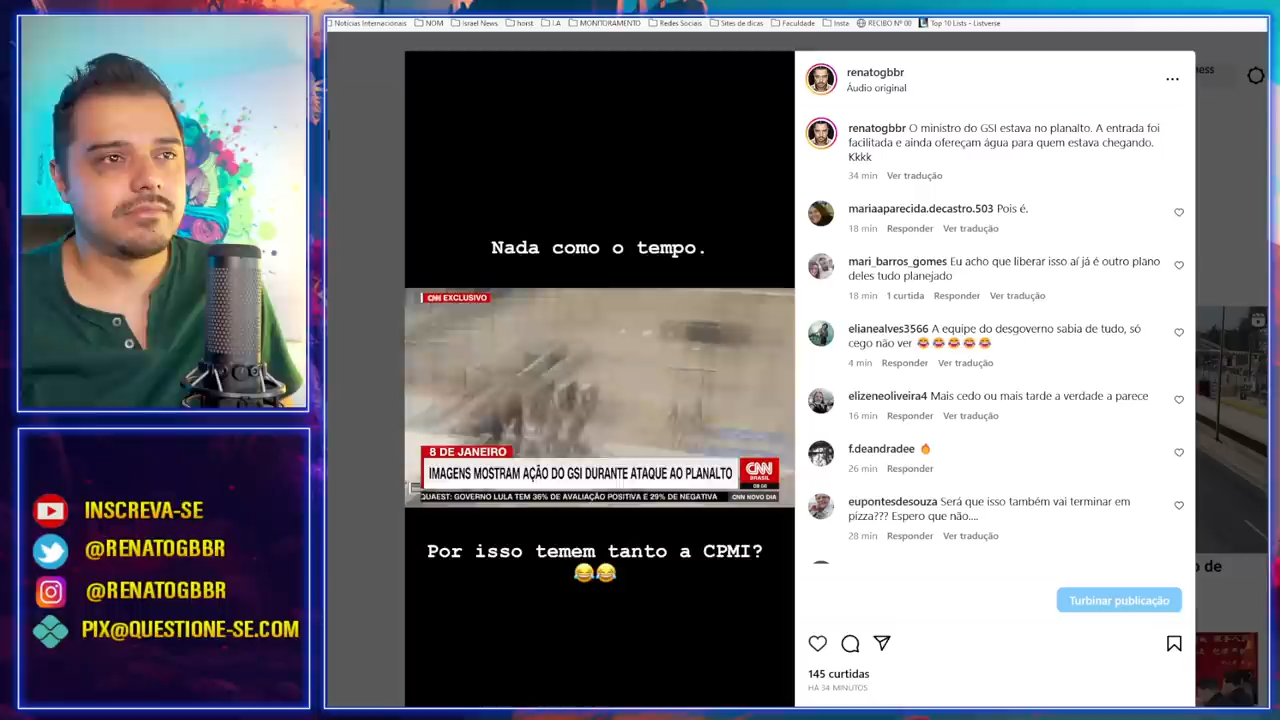 Notícias Internacionais NOM Israel News horst I.A MONITORAMENTO Redes Sociais Sites de dicas Faculdade Insta RECIBO Nº 00 Top 10 Lists - Listverse
renatogbbr
Áudio original
renatogbbr O ministro do GSI estava no planalto. A entrada foi
facilitada e ainda ofereçam água para quem estava chegando.
Kkkk
34 min Ver tradução
mariaaparecida.decastro.503 Pois é.
18 min Responder Ver tradução
mari_barros_gomes Eu acho que liberar isso aí já é outro plano
deles tudo planejado
18 min 1 curtida Responder Ver tradução
elianealves3566 A equipe do desgoverno sabia de tudo, só
cego não ver 😂😂😂😂😂
4 min Responder Ver tradução
elizeneoliveira4 Mais cedo ou mais tarde a verdade a parece
16 min Responder Ver tradução
f.deandradee 🔥
26 min Responder
eupontesdesouza Será que isso também vai terminar em
pizza??? Espero que não....
28 min Responder Ver tradução
Turbinar publicação
145 curtidas
HÁ 34 MINUTOS
Nada como o tempo.
CNN EXCLUSIVO
8 DE JANEIRO
IMAGENS MOSTRAM AÇÃO DO GSI DURANTE ATAQUE AO PLANALTO
CNN
BRASIL
08:06
QUAEST: GOVERNO LULA TEM 36% DE AVALIAÇÃO POSITIVA E 29% DE NEGATIVA
CNN NOVO DIA
Por isso temem tanto a CPMI?
😂😂
INSCREVA-SE
@RENATOGBBR
@RENATOGBBR
PIX@QUESTIONE-SE.COM